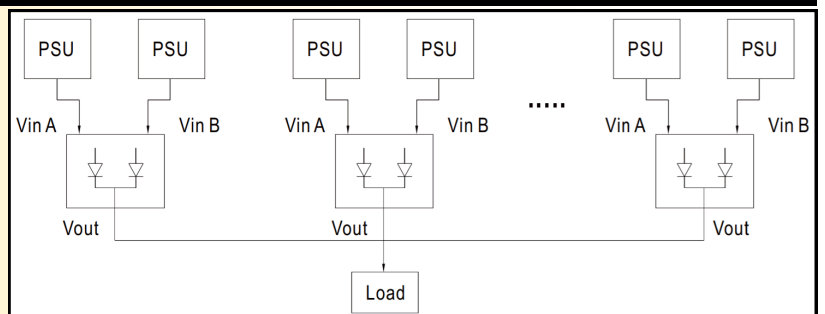 PSU PSU PSU PSU PSU PSU
Vin A Vin B Vin A Vin B ..... Vin A Vin B
Vout Vout Vout
Load